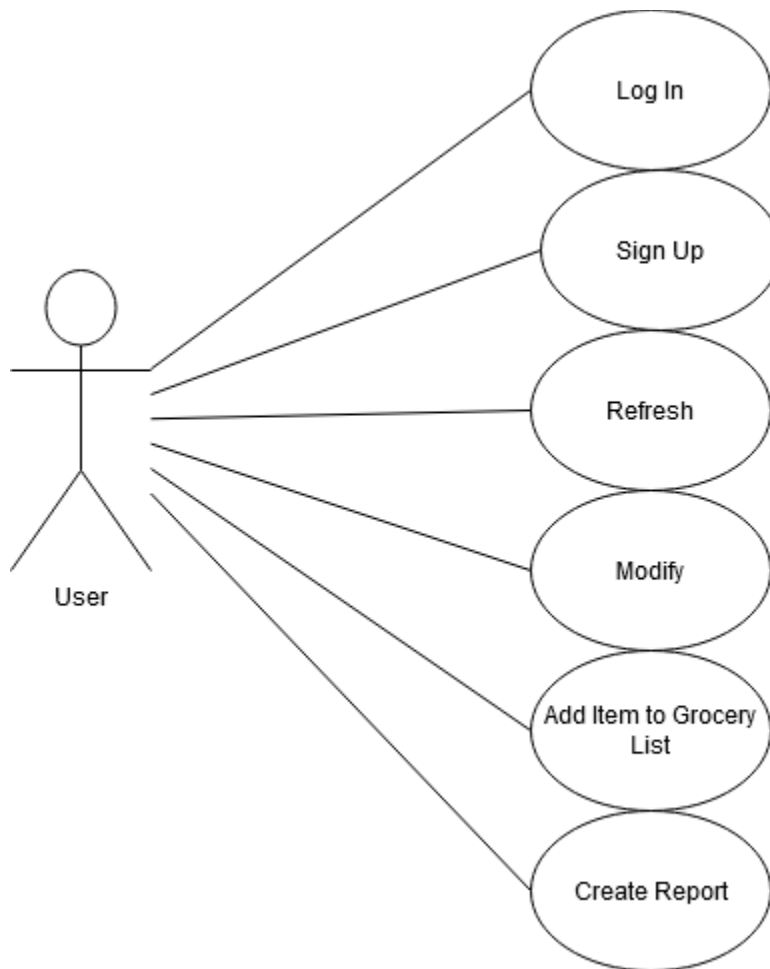 Log In
Sign Up
Refresh
Modify
User
Add Item to Grocery
List
Create Report